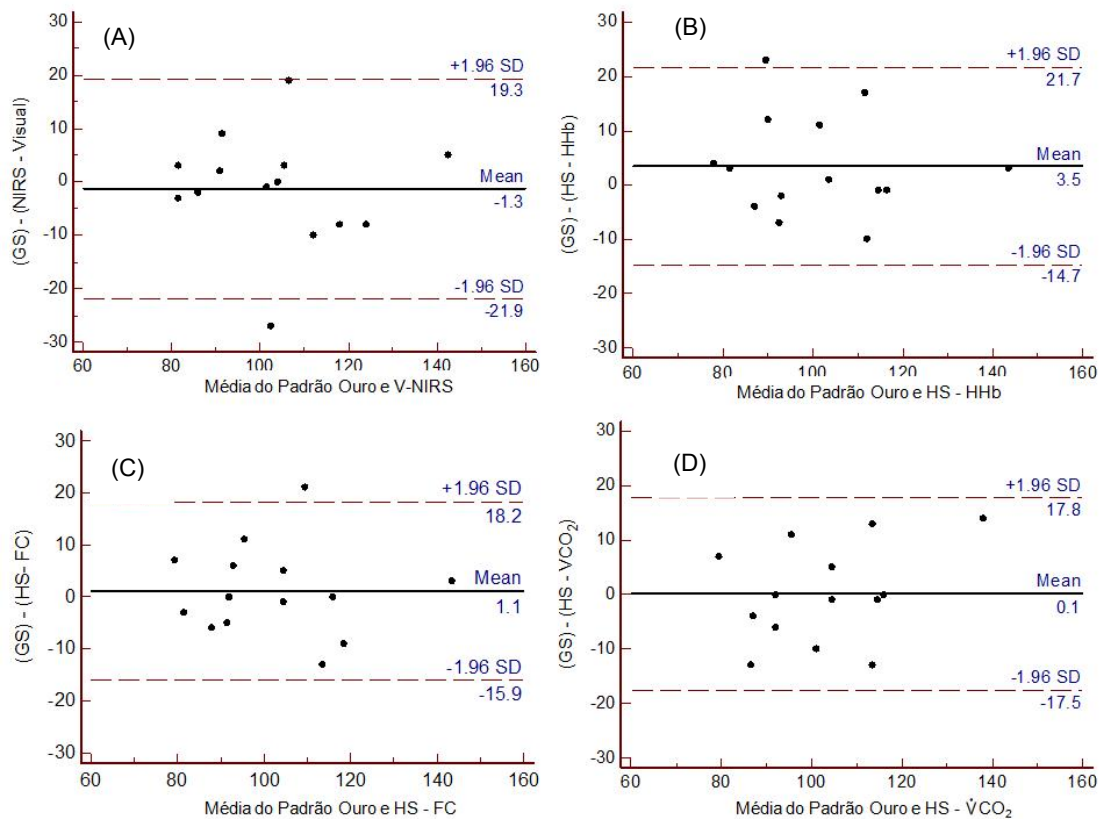 (A)
30
20
10
0
-10
-20
-30
(GS) - (NIRS - Visual)
+1.96 SD
19.3
Mean
-1.3
-1.96 SD
-21.9
60 80 100 120 140 160
Média do Padrão Ouro e V-NIRS
(B)
30
20
10
0
-10
-20
-30
(GS) - (HS - HHb)
+1.96 SD
21.7
Mean
3.5
-1.96 SD
-14.7
60 80 100 120 140 160
Média do Padrão Ouro e HS - HHb
(C)
30
20
10
0
-10
-20
-30
(GS) - (HS- FC)
+1.96 SD
18.2
Mean
1.1
-1.96 SD
-15.9
60 80 100 120 140 160
Média do Padrão Ouro e HS - FC
(D)
30
20
10
0
-10
-20
-30
(GS) - (HS - VCO₂)
+1.96 SD
17.8
Mean
0.1
-1.96 SD
-17.5
60 80 100 120 140 160
Média do Padrão Ouro e HS - V̇CO₂